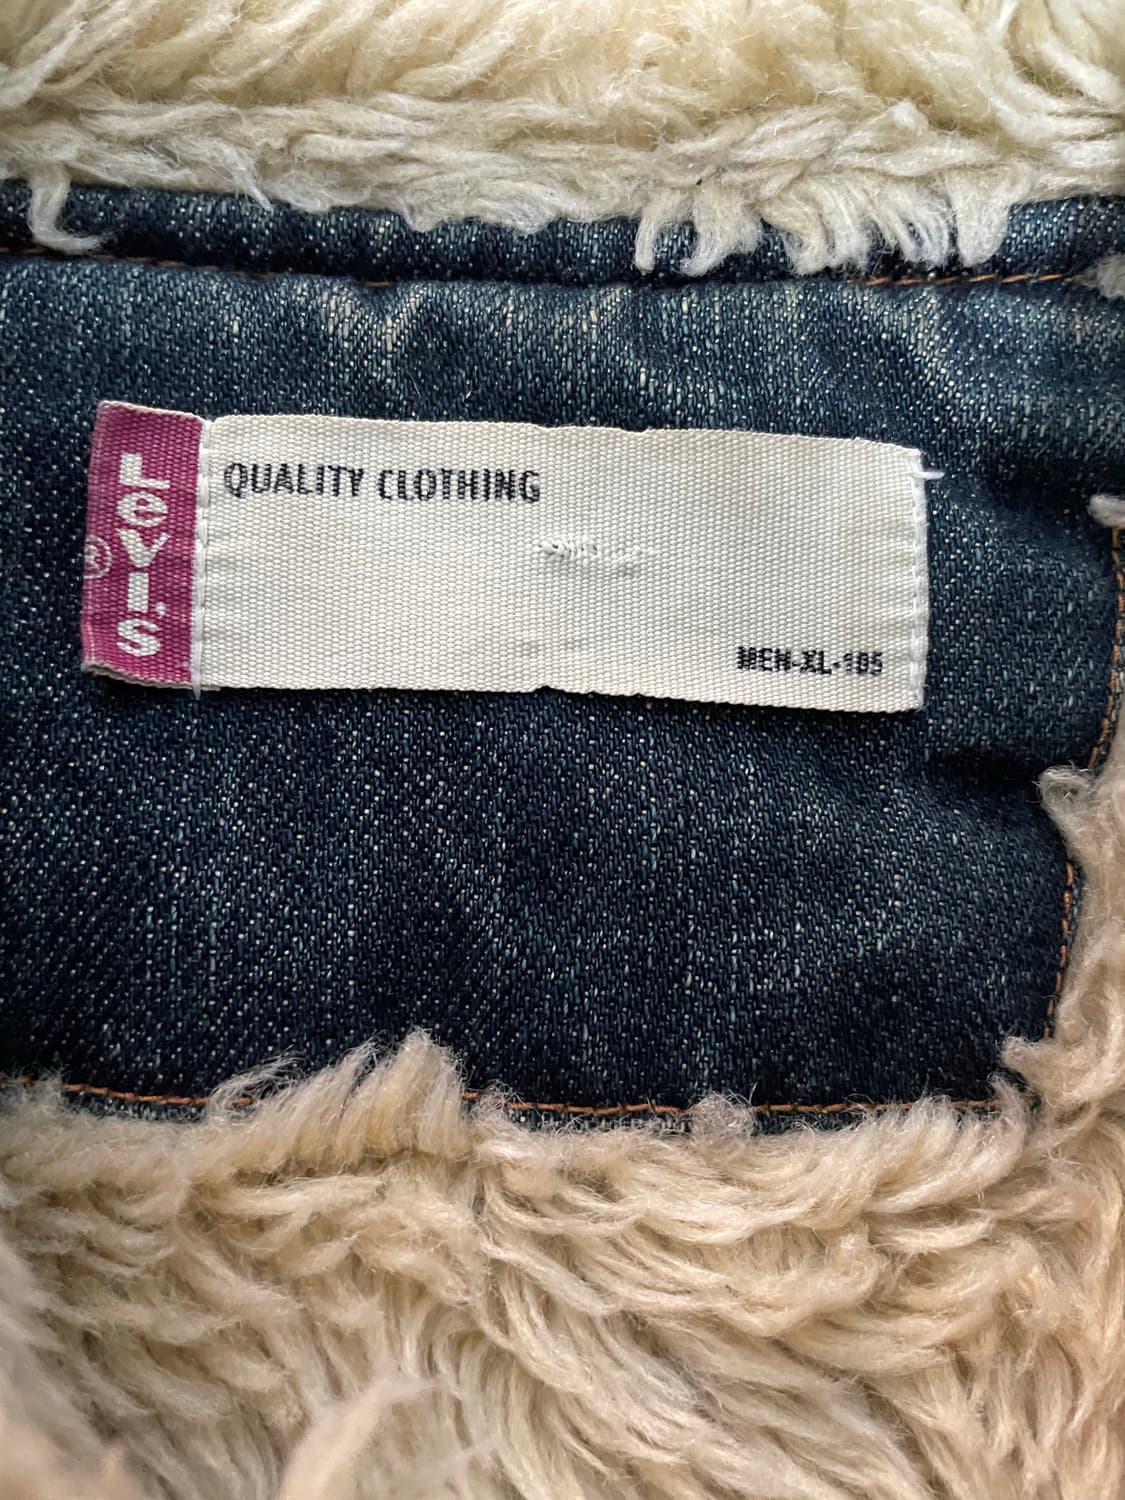 Levi's
®
QUALITY CLOTHING
MEN-XL-105